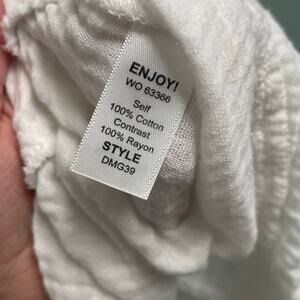 ENJOY!
WO 63366
Self
100% Cotton
Contrast
100% Rayon
STYLE
DMG39